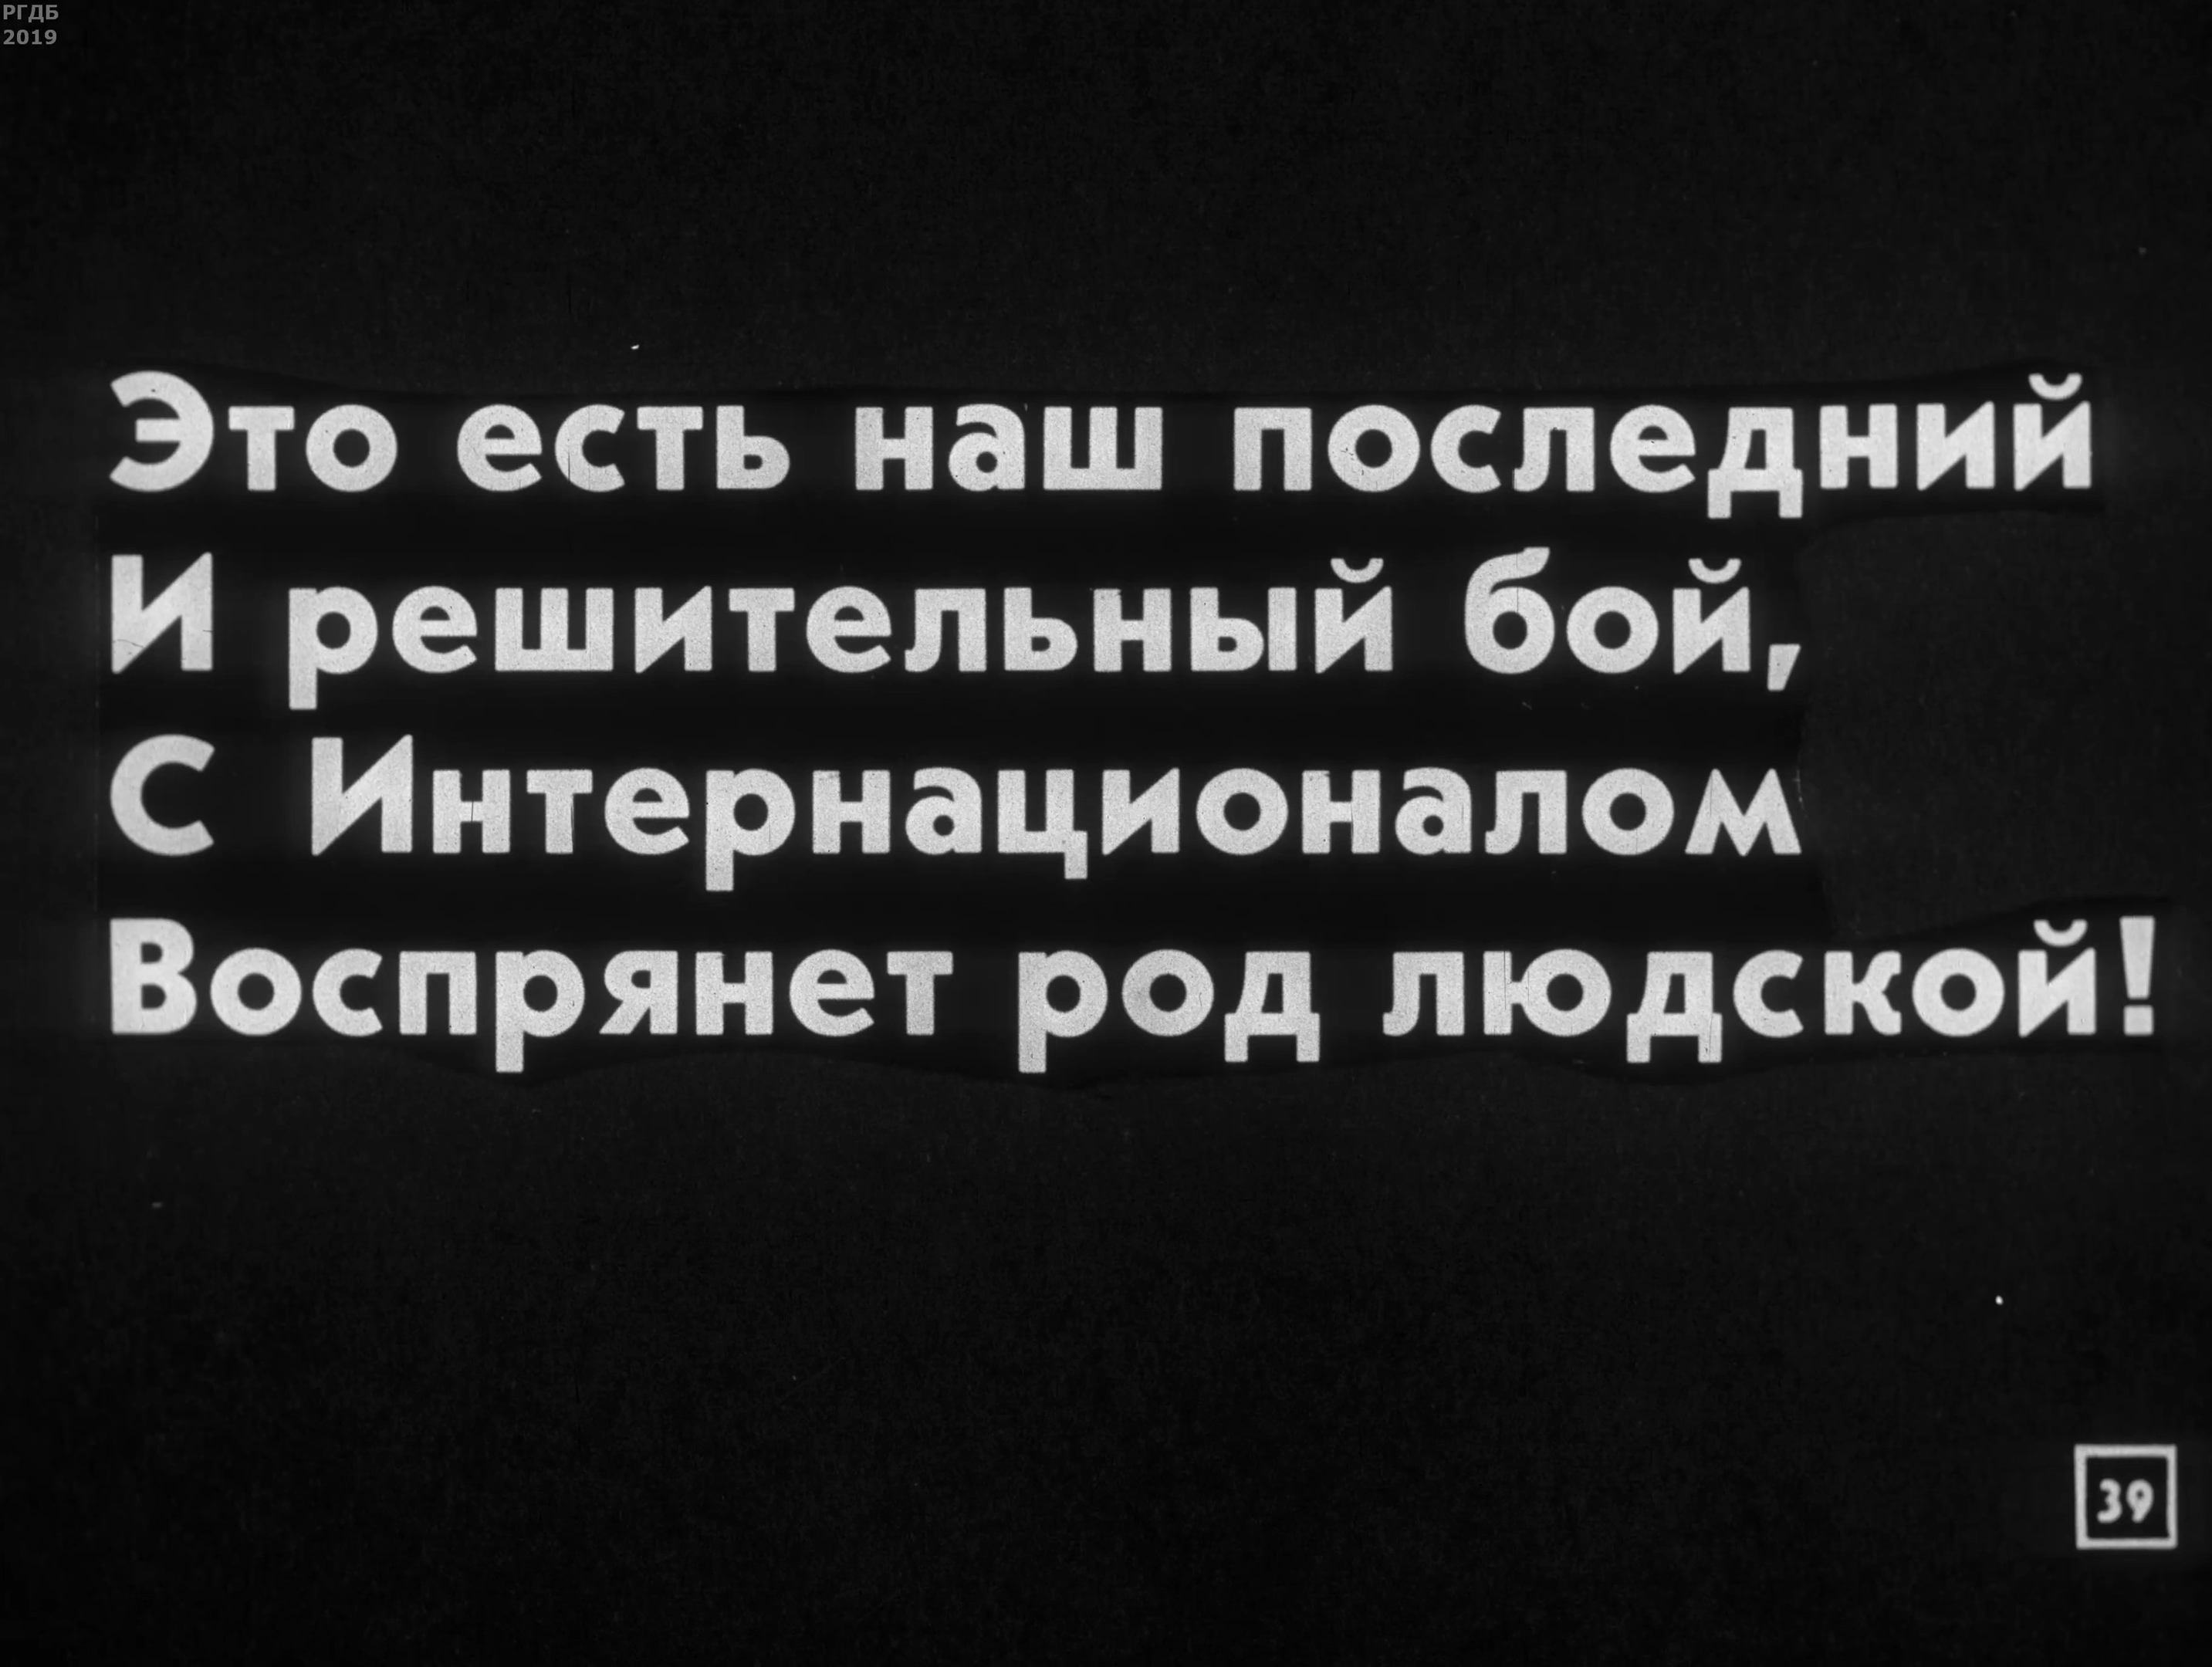 РГДБ
2019
Это есть наш последний
И решительный бой,
С Интернационалом
Воспрянет род людской!
39